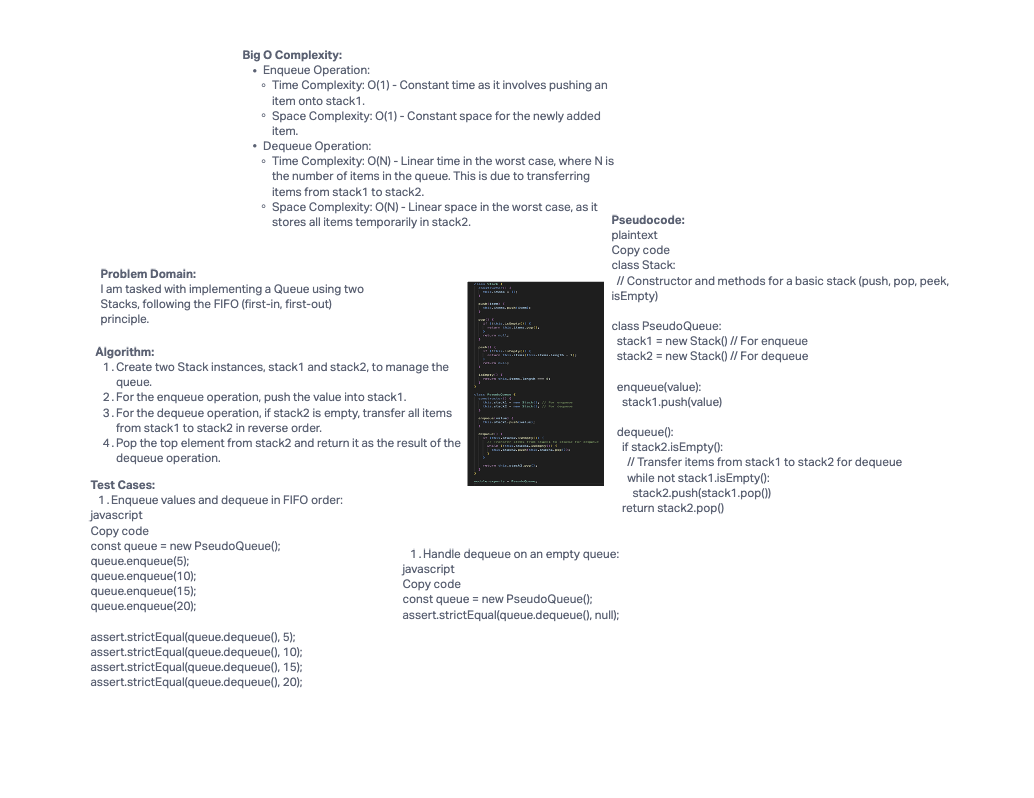 Big O Complexity:
• Enqueue Operation:
◦ Time Complexity: O(1) - Constant time as it involves pushing an
item onto stack1.
◦ Space Complexity: O(1) - Constant space for the newly added
item.
• Dequeue Operation:
◦ Time Complexity: O(N) - Linear time in the worst case, where N is
the number of items in the queue. This is due to transferring
items from stack1 to stack2.
◦ Space Complexity: O(N) - Linear space in the worst case, as it
stores all items temporarily in stack2.
Problem Domain:
I am tasked with implementing a Queue using two
Stacks, following the FIFO (first-in, first-out)
principle.
Algorithm:
1. Create two Stack instances, stack1 and stack2, to manage the
queue.
2. For the enqueue operation, push the value into stack1.
3. For the dequeue operation, if stack2 is empty, transfer all items
from stack1 to stack2 in reverse order.
4. Pop the top element from stack2 and return it as the result of the
dequeue operation.
Pseudocode:
plaintext
Copy code
class Stack:
// Constructor and methods for a basic stack (push, pop, peek,
isEmpty)
class PseudoQueue:
stack1 = new Stack() // For enqueue
stack2 = new Stack() // For dequeue
enqueue(value):
stack1.push(value)
dequeue():
if stack2.isEmpty():
// Transfer items from stack1 to stack2 for dequeue
while not stack1.isEmpty():
stack2.push(stack1.pop())
return stack2.pop()
Test Cases:
1. Enqueue values and dequeue in FIFO order:
javascript
Copy code
const queue = new PseudoQueue();
queue.enqueue(5);
queue.enqueue(10);
queue.enqueue(15);
queue.enqueue(20);
assert.strictEqual(queue.dequeue(), 5);
assert.strictEqual(queue.dequeue(), 10);
assert.strictEqual(queue.dequeue(), 15);
assert.strictEqual(queue.dequeue(), 20);
1. Handle dequeue on an empty queue:
javascript
Copy code
const queue = new PseudoQueue();
assert.strictEqual(queue.dequeue(), null);